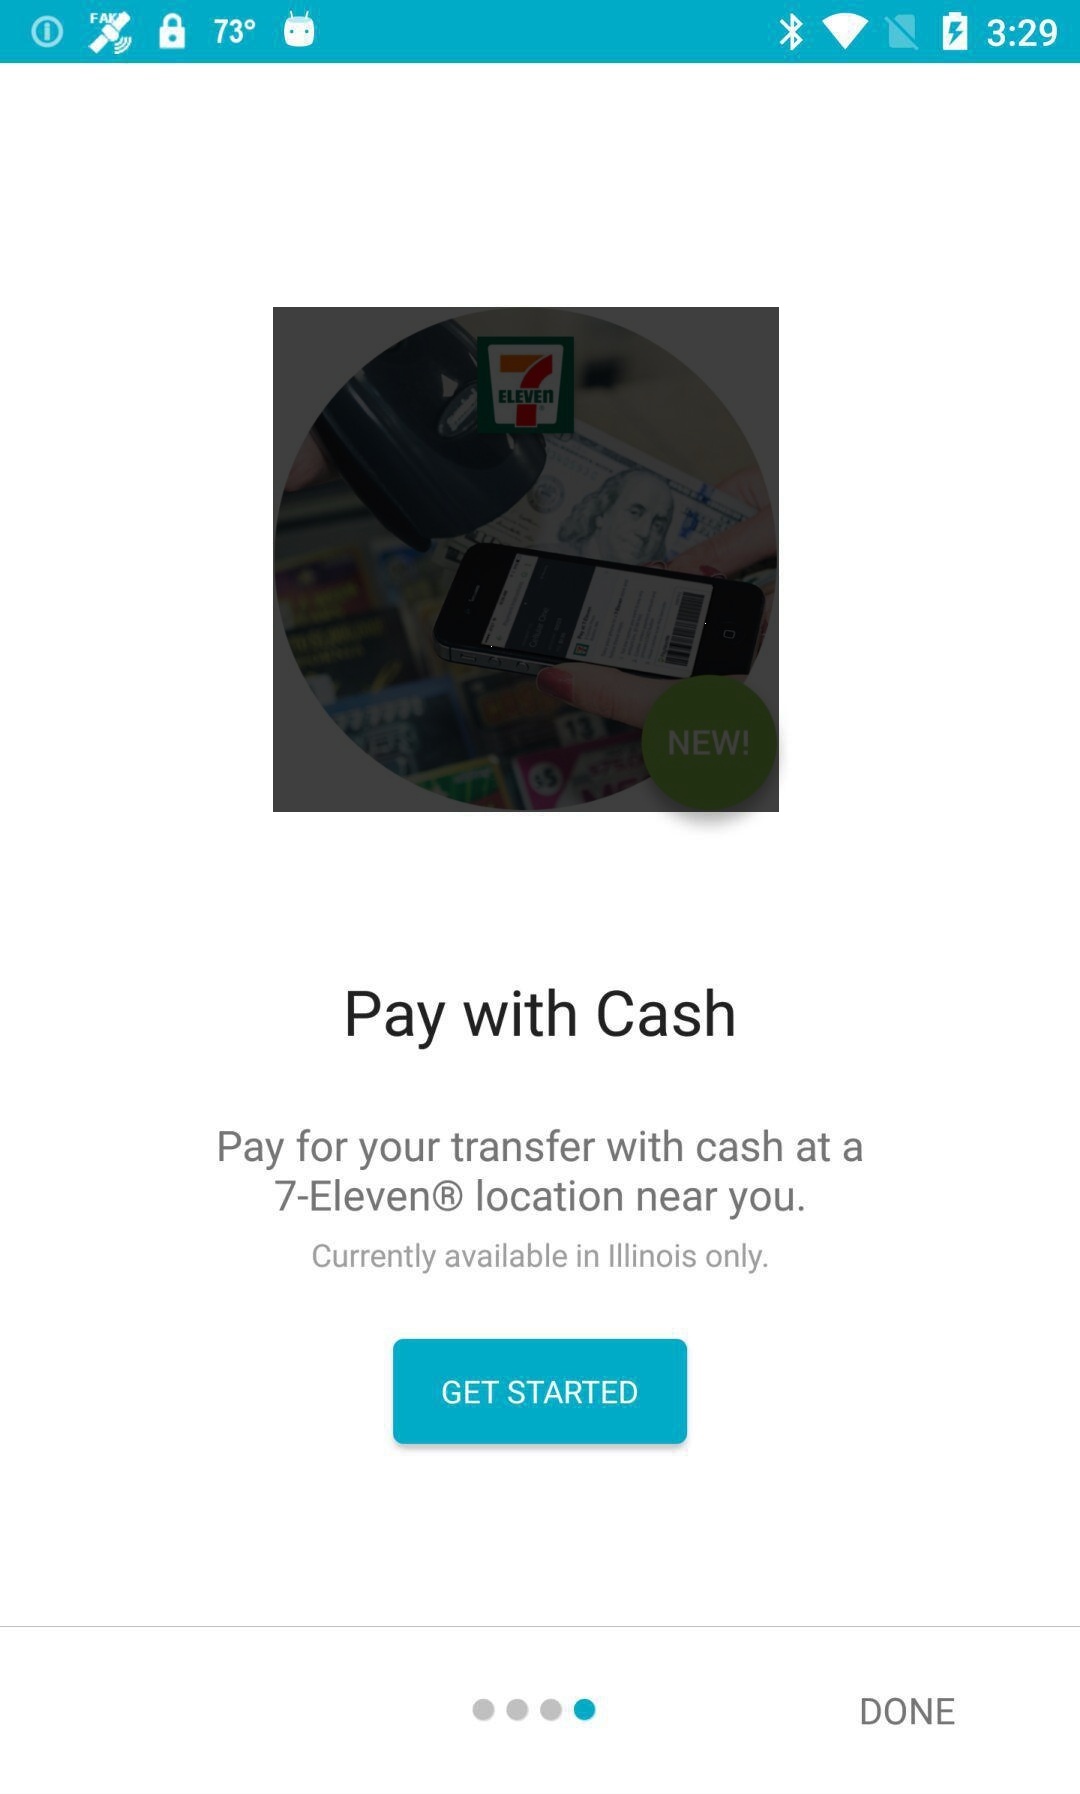 FAKE
73°
3:29
7
ELEVEN
NEW!
Pay with Cash
Pay for your transfer with cash at a
7-Eleven® location near you.
Currently available in Illinois only.
GET STARTED
DONE